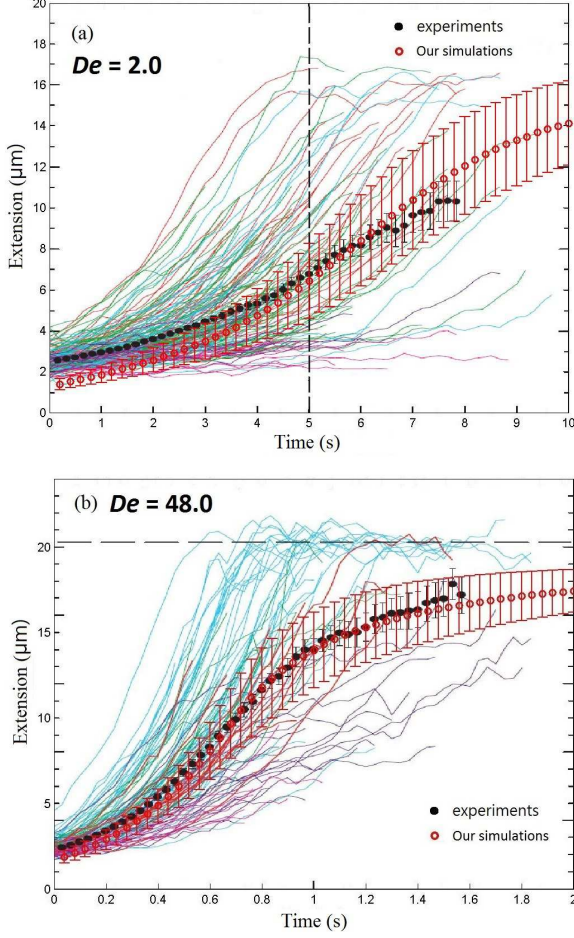 20
18
16
14
12
10
8
6
4
2
0
Extension (μm)
(a)
De = 2.0
experiments
Our simulations
0 1 2 3 4 5 6 7 8 9 10
Time (s)
(b) De = 48.0
20
15
10
5
0
Extension (μm)
experiments
Our simulations
0 0.2 0.4 0.6 0.8 1 1.2 1.4 1.6 1.8 2
Time (s)